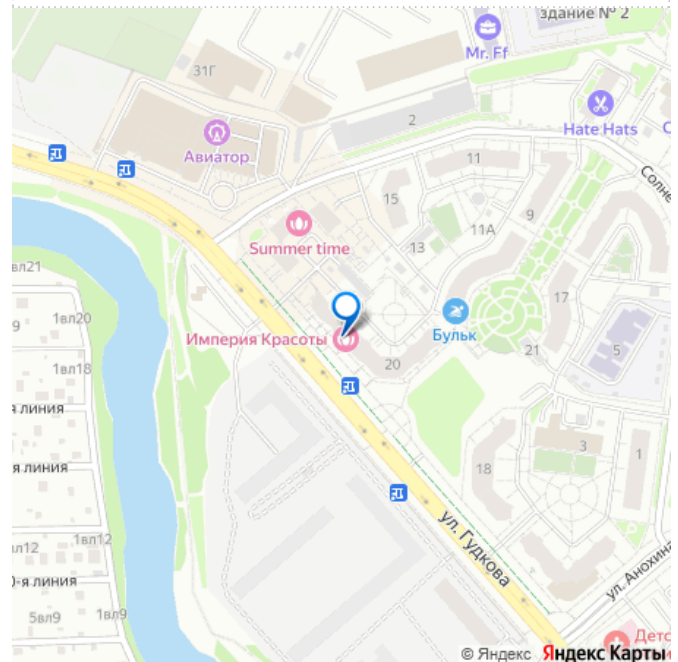 здание № 2
Mr. Ff
31Г
Авиатор
2
Hate Hats
11
15
9
11А
Summer time
13
вл21
17
9
1вл20
Бульк
Империя Красоты
21
5
20
1вл18
я линия
3
1
18
я линия
ул. Гудкова
вл12
1вл12
0-я линия
ул. Анохина
5вл9
1вл9
© Яндекс Яндекс Карты